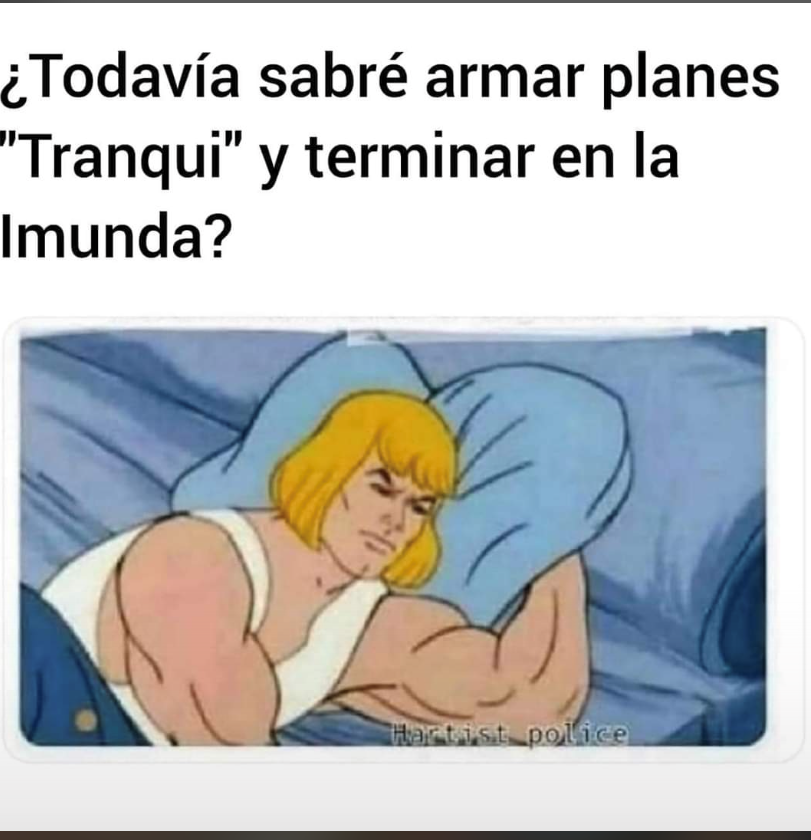 ¿Todavía sabré armar planes
"Tranqui" y terminar en la
Imunda?
Hartist police